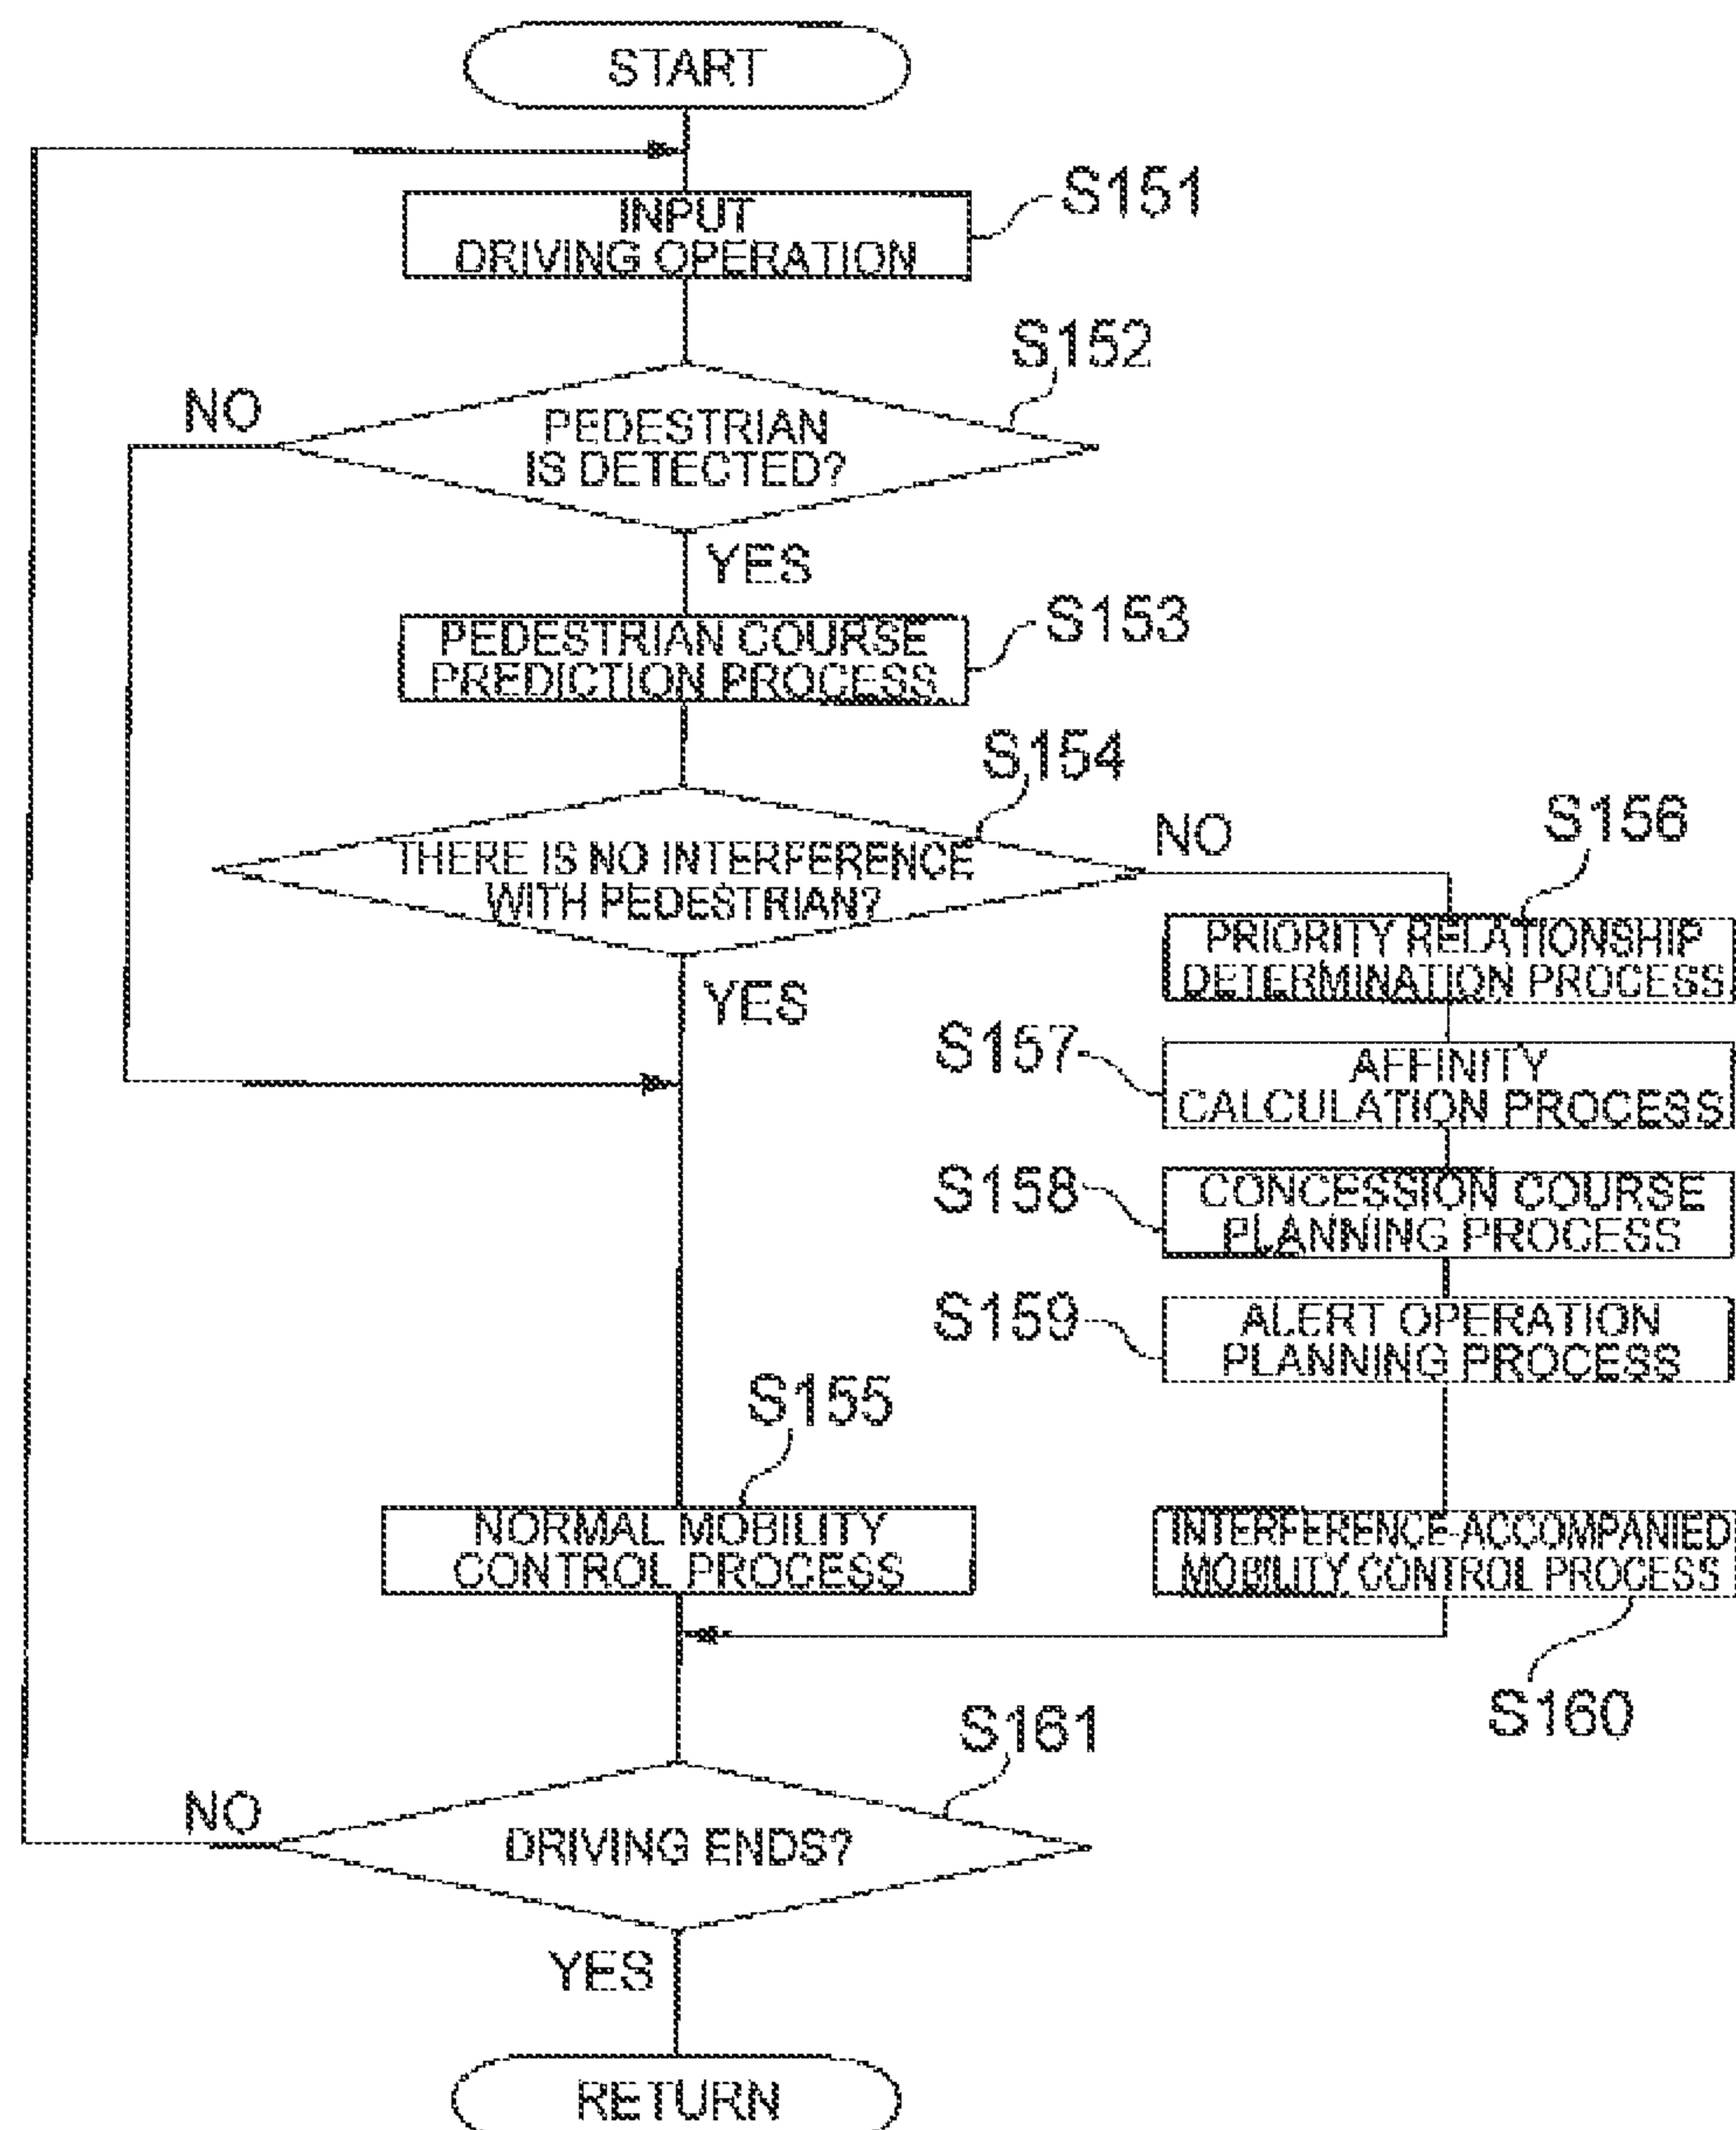 START
INPUT
DRIVING OPERATION
S151
S152
NO
PEDESTRIAN
IS DETECTED?
YES
PEDESTRIAN COURSE
PREDICTION PROCESS
S153
S154
THERE IS NO INTERFERENCE
WITH PEDESTRIAN?
NO
YES
S156
PRIORITY RELATIONSHIP
DETERMINATION PROCESS
S157
AFFINITY
CALCULATION PROCESS
S158
CONCESSION COURSE
PLANNING PROCESS
S159
ALERT OPERATION
PLANNING PROCESS
S155
NORMAL MOBILITY
CONTROL PROCESS
INTERFERENCE-ACCOMPANIED
MOBILITY CONTROL PROCESS
S160
S161
NO
DRIVING ENDS?
YES
RETURN